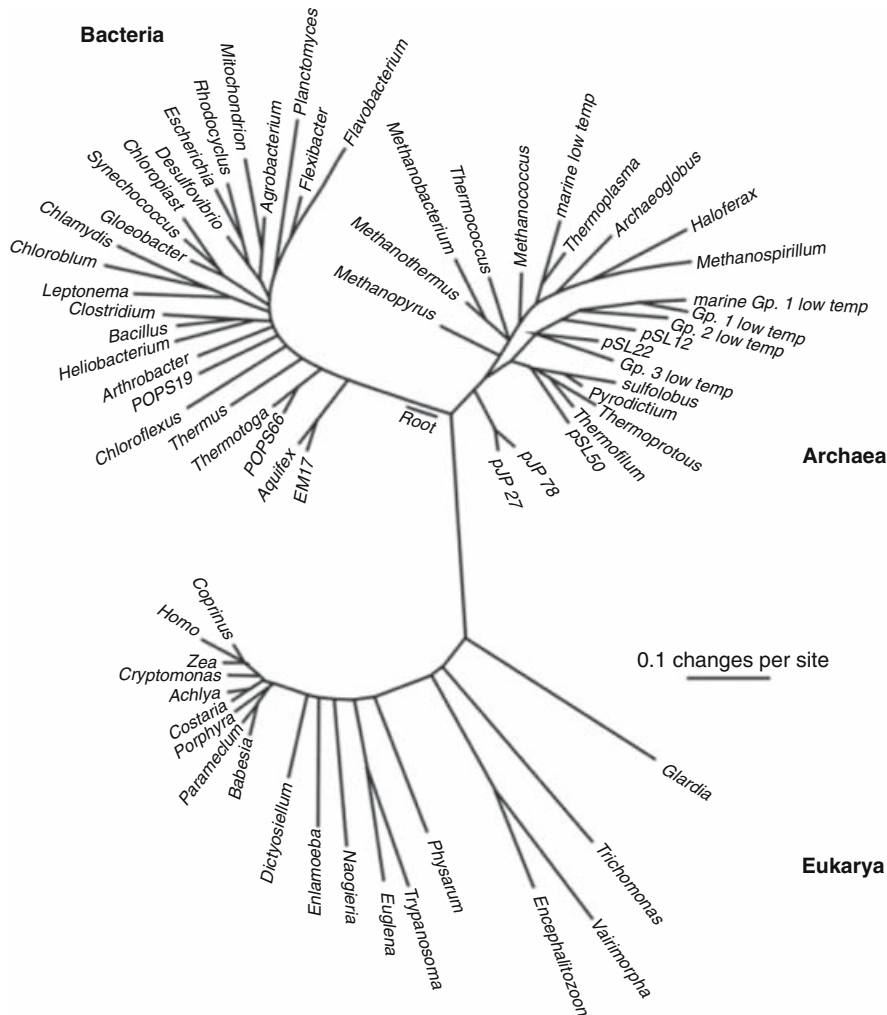 Bacteria
Planctomyces
Mitochondrion
Flavobacterium
Rhodocyclus
Escherichia
Agrobacterium
Flexibacter
Desulfovibrio
Chloropiast
Synechococcus
Gloeobacter
Chlamydis
Chloroblum
Leptonema
Clostridium
Bacillus
Heliobacterium
Arthrobacter
POPS19
Chloroflexus
Thermus
Thermotoga
POPS66
Aquifex
EM17
Root
Methanopyrus
Methanothermus
Methanobacterium
Thermococcus
Methanococcus
marine low temp
Thermoplasma
Archaeoglobus
Haloferax
Methanospirillum
marine Gp. 1 low temp
Gp. 1 low temp
Gp. 2 low temp
pSL12
pSL22
Gp. 3 low temp
sulfolobus
Pyrodictium
Thermoprotous
Thermofilum
pSL50
pJP 78
pJP 27
Archaea
Coprinus
Homo
Zea
Cryptomonas
Achlya
Costaria
Porphyra
Parameclum
Babesia
Dictyosiellum
Enlamoeba
Naogieria
Euglena
Trypanosoma
Physarum
Encephalitozoon
Vairimorpha
Trichomonas
Glardia
0.1 changes per site
Eukarya